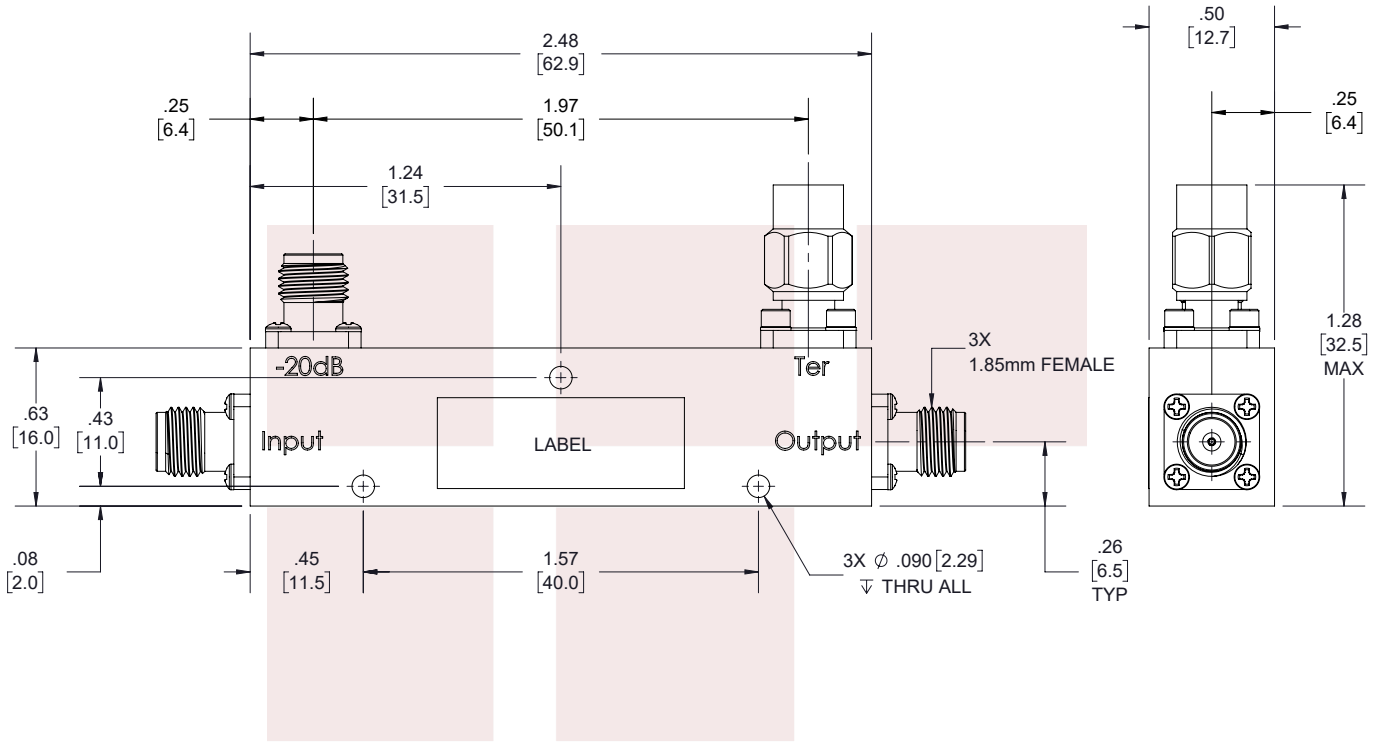 2.48
[62.9]
.50
[12.7]
.25
[6.4]
1.97
[50.1]
.25
[6.4]
1.24
[31.5]
-20dB
Ter
3X
1.85mm FEMALE
1.28
[32.5]
MAX
.63
[16.0]
.43
[11.0]
Input
LABEL
Output
.08
[2.0]
.45
[11.5]
1.57
[40.0]
3X ⌀ .090 [2.29]
↧ THRU ALL
.26
[6.5]
TYP